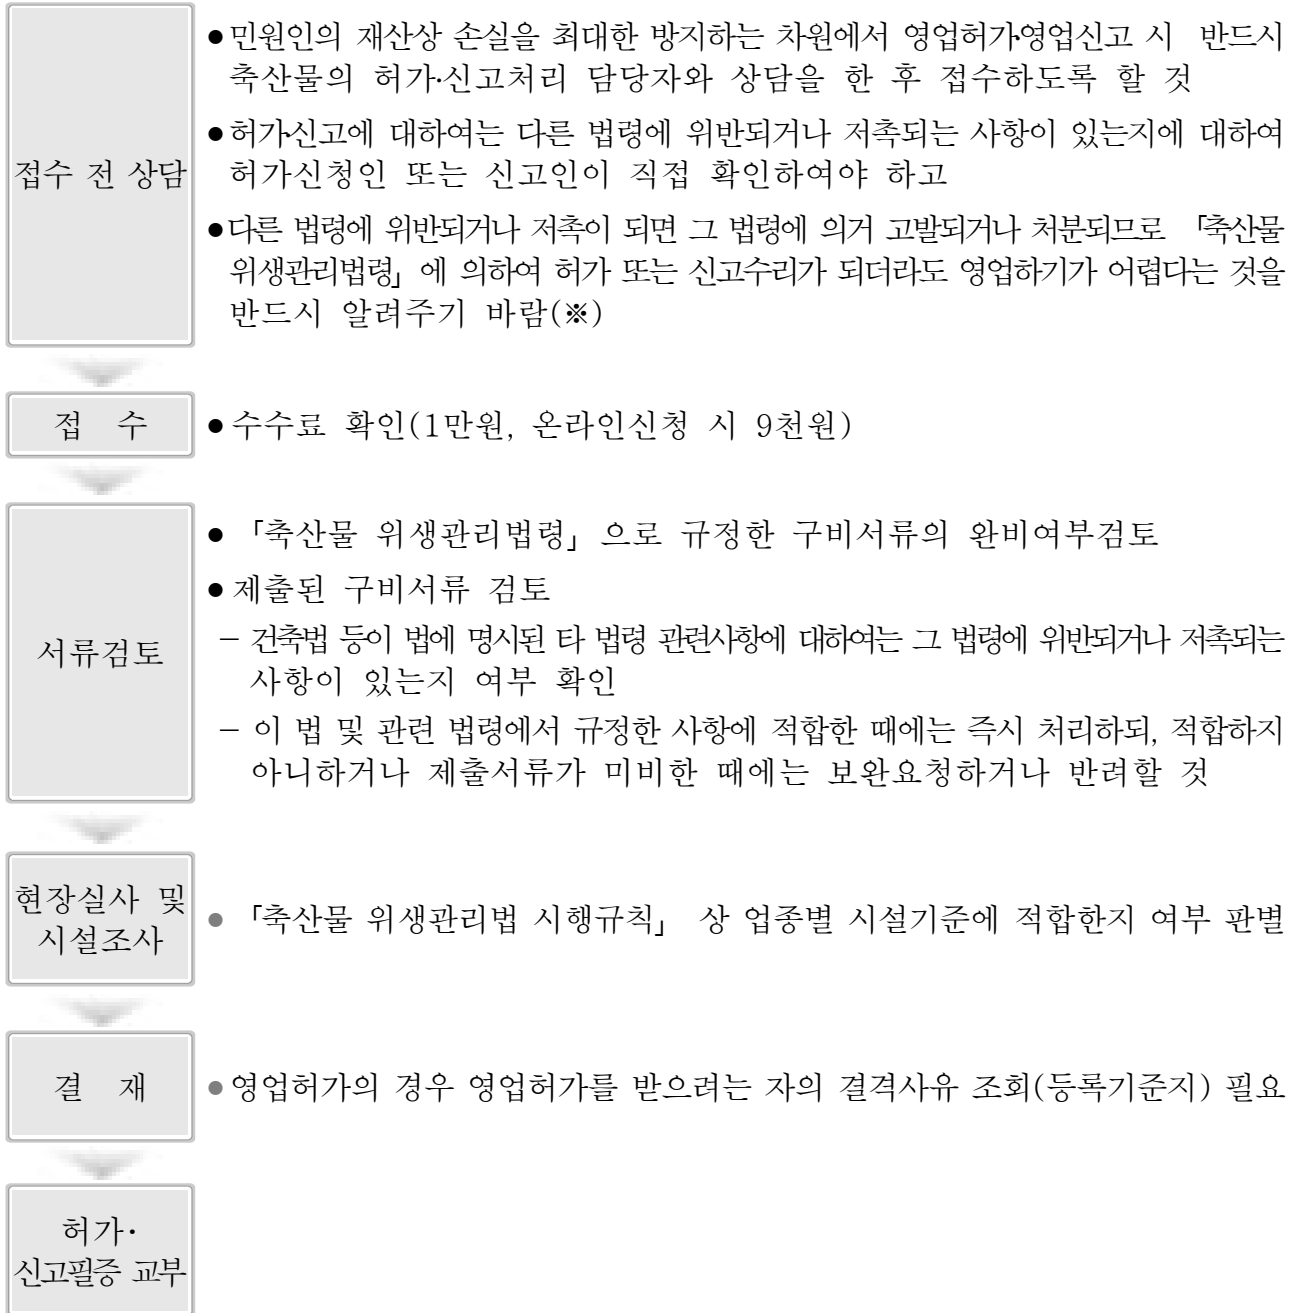 접수 전 상담
●민원인의 재산상 손실을 최대한 방지하는 차원에서 영업허가·영업신고 시 반드시
축산물의 허가·신고처리 담당자와 상담을 한 후 접수하도록 할 것
●허가·신고에 대하여는 다른 법령에 위반되거나 저촉되는 사항이 있는지에 대하여
허가신청인 또는 신고인이 직접 확인하여야 하고
●다른 법령에 위반되거나 저촉이 되면 그 법령에 의거 고발되거나 처분되므로 「축산물
위생관리법령」에 의하여 허가 또는 신고수리가 되더라도 영업하기가 어렵다는 것을
반드시 알려주기 바람(※)
접 수
●수수료 확인(1만원, 온라인신청 시 9천원)
서류검토
● 「축산물 위생관리법령」으로 규정한 구비서류의 완비여부검토
●제출된 구비서류 검토
– 건축법 등이 법에 명시된 타 법령 관련사항에 대하여는 그 법령에 위반되거나 저촉되는
사항이 있는지 여부 확인
– 이 법 및 관련 법령에서 규정한 사항에 적합한 때에는 즉시 처리하되, 적합하지
아니하거나 제출서류가 미비한 때에는 보완요청하거나 반려할 것
현장실사 및
시설조사
● 「축산물 위생관리법 시행규칙」 상 업종별 시설기준에 적합한지 여부 판별
결 재
●영업허가의 경우 영업허가를 받으려는 자의 결격사유 조회(등록기준지) 필요
허가·
신고필증 교부